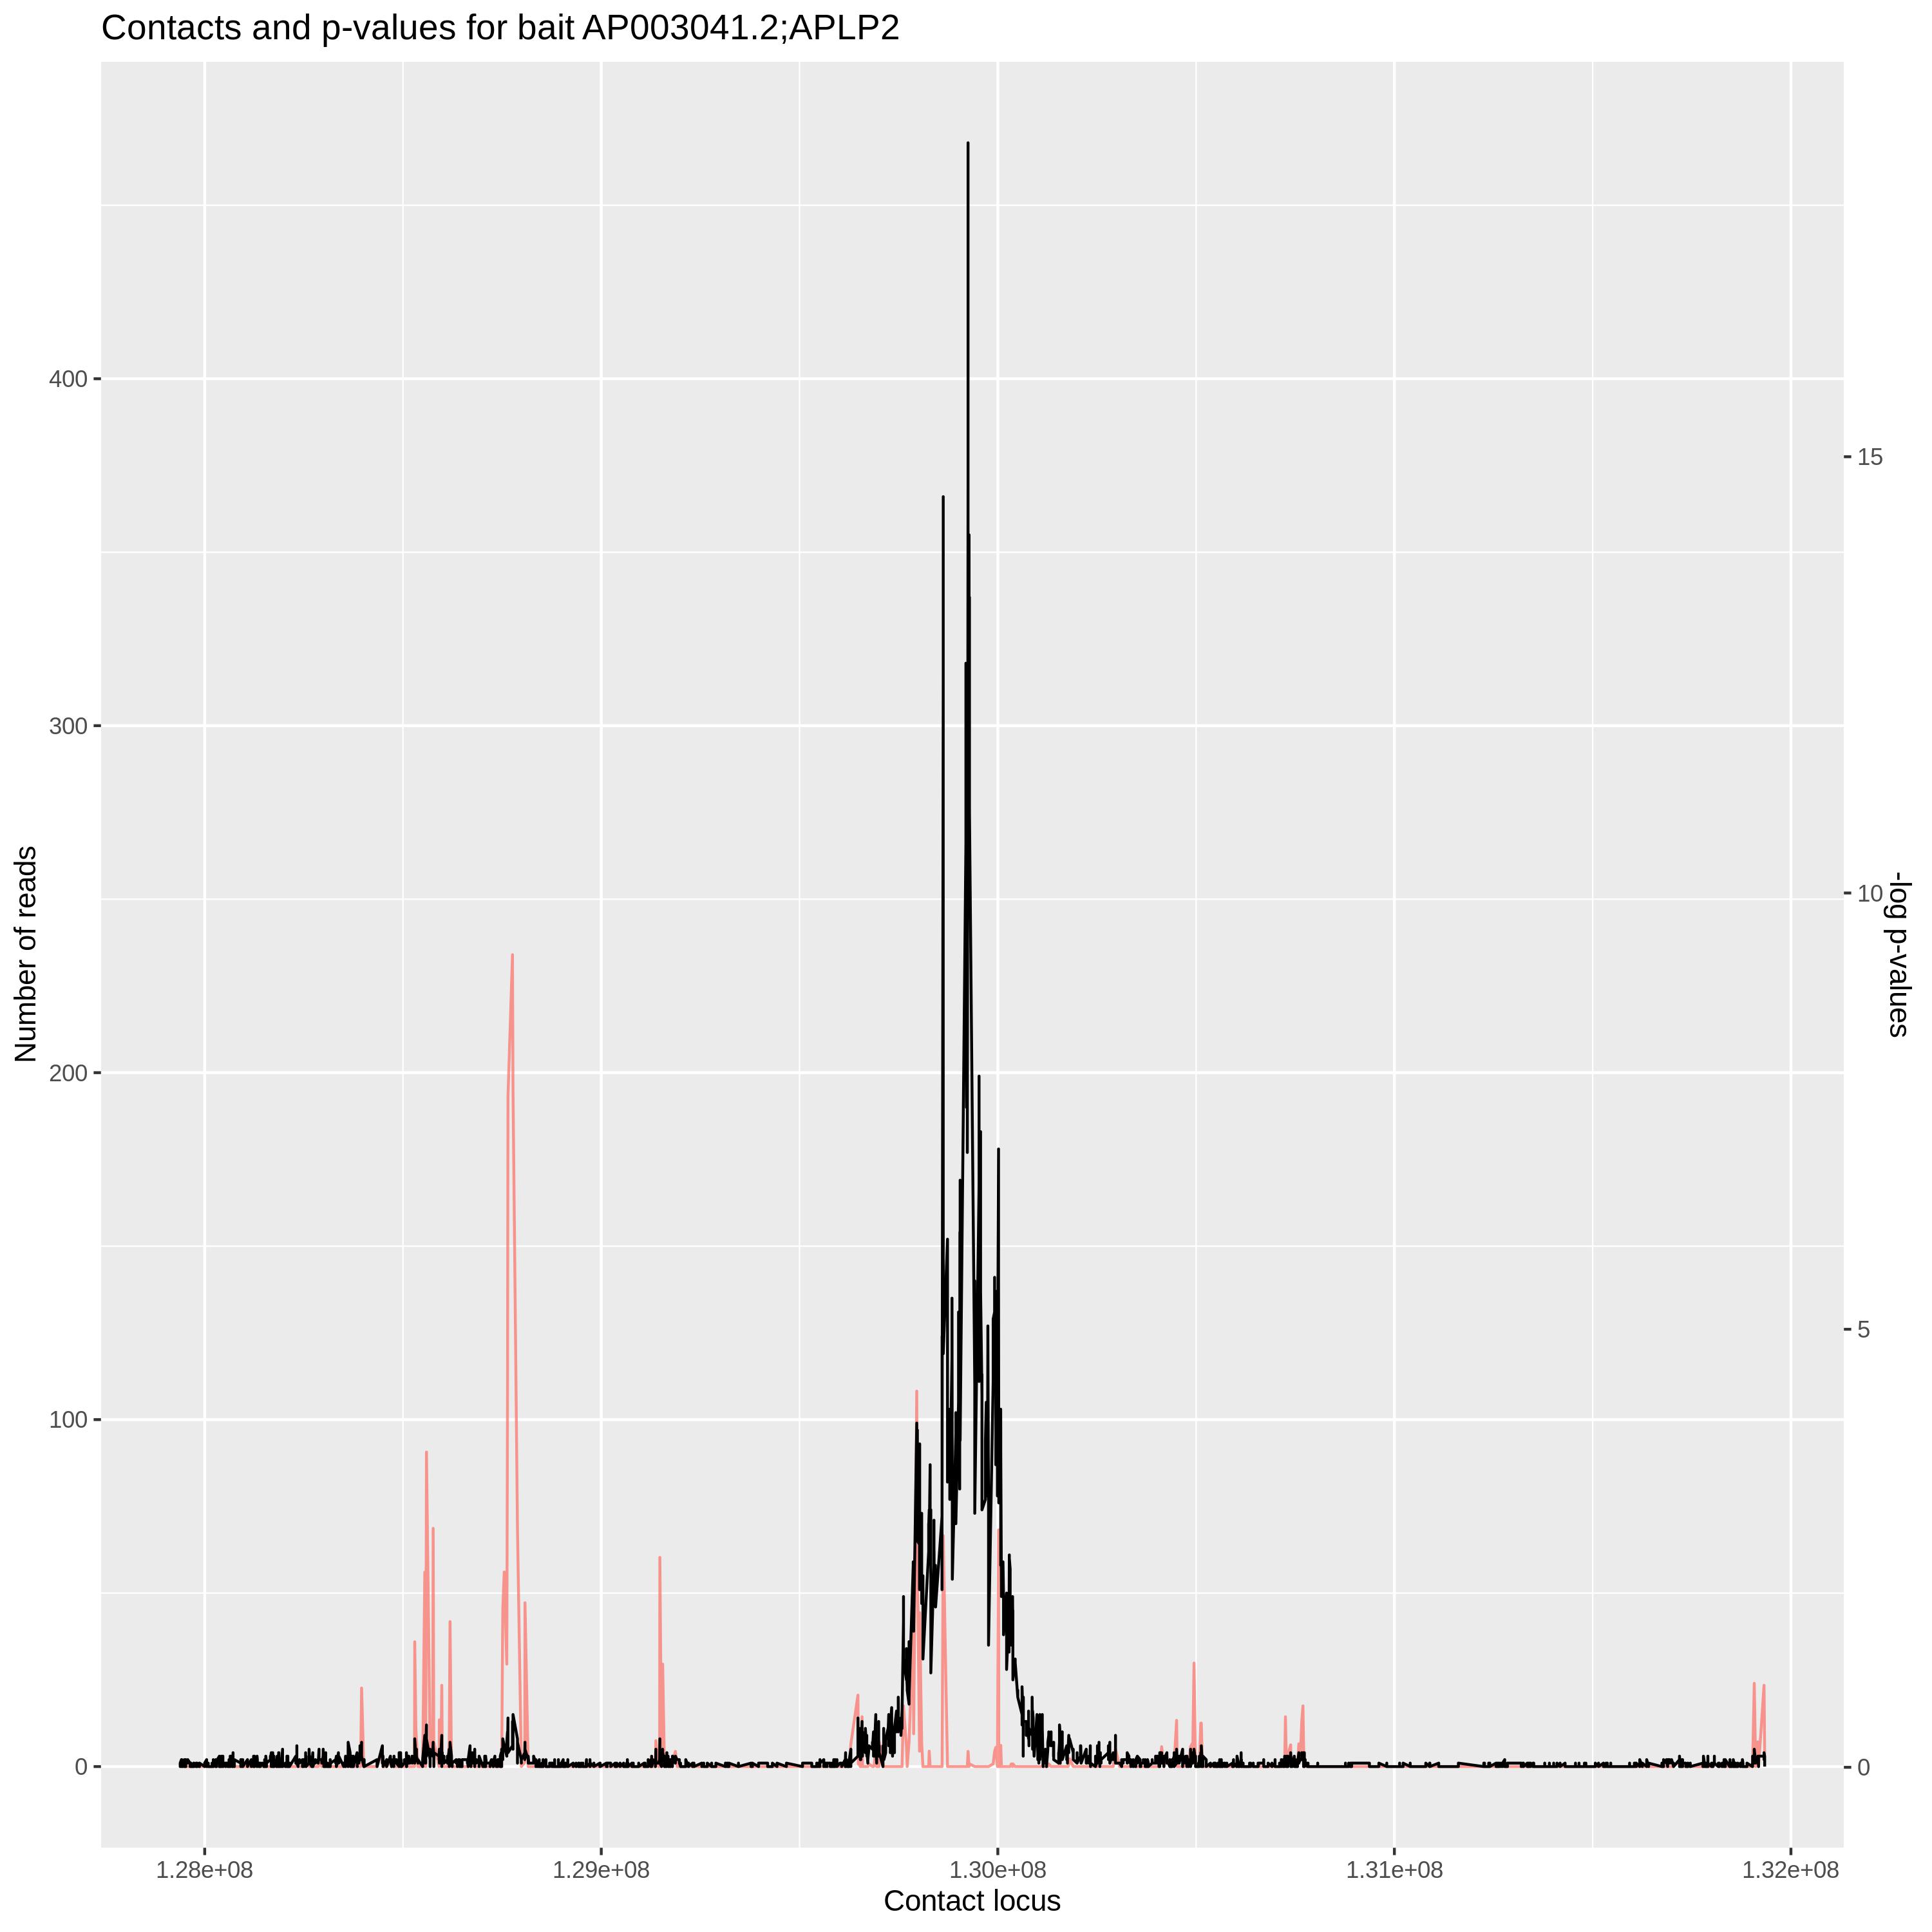 Contacts and p-values for bait AP003041.2;APLP2
Number of reads
400
300
200
100
0
15
10
5
0
-log p-values
1.28e+08 1.29e+08 1.30e+08 1.31e+08 1.32e+08
Contact locus